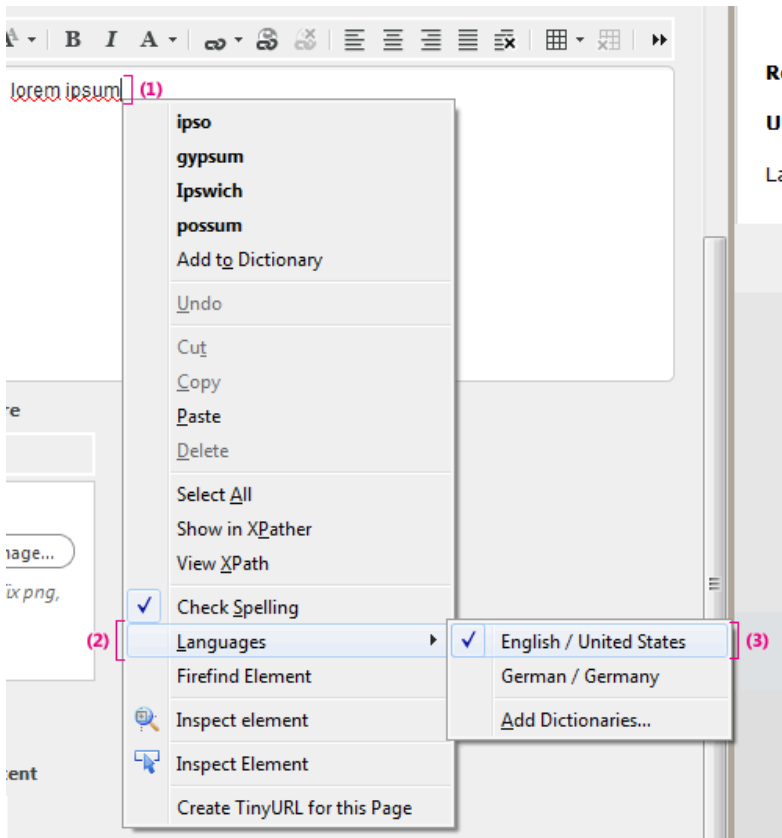 B I A
lorem ipsum (1)
ipso
gypsum
Ipswich
possum
Add to Dictionary
Undo
Cut
Copy
Paste
Delete
Select All
Show in XPather
View XPath
Check Spelling
(2) Languages
English / United States (3)
German / Germany
Add Dictionaries...
Firefind Element
Inspect element
Inspect Element
Create TinyURL for this Page
png,